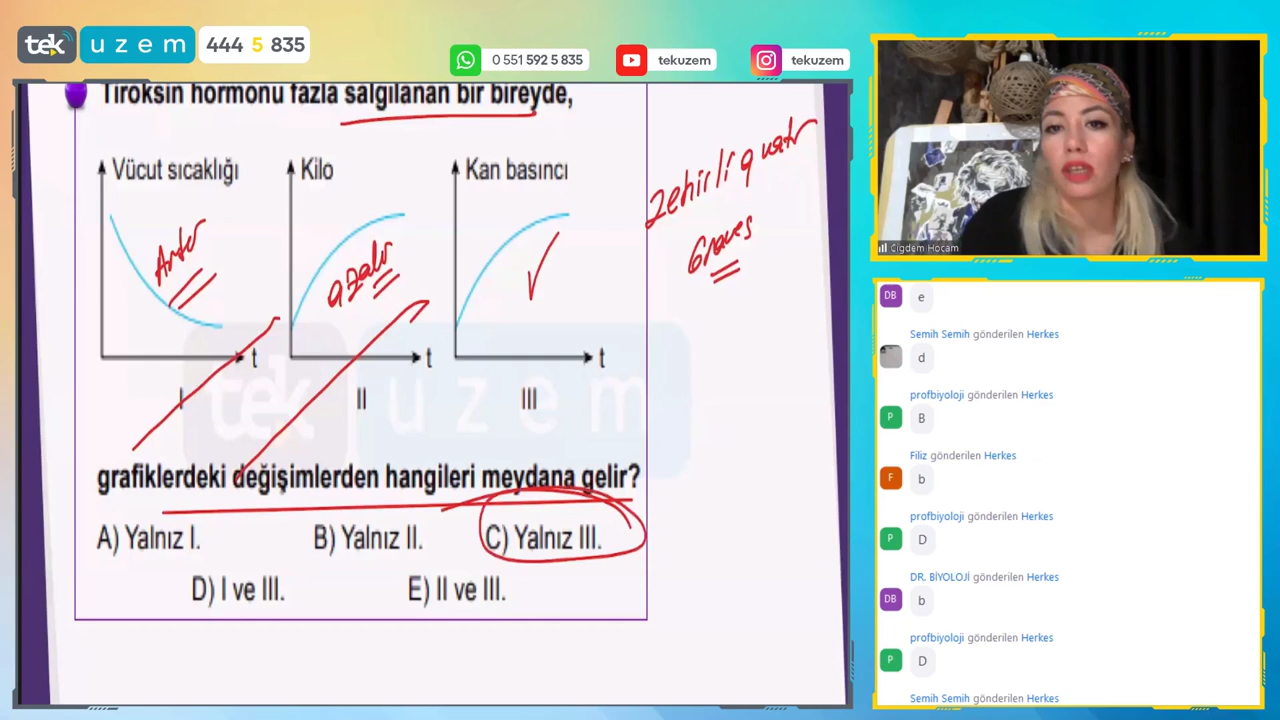 tek uzem 444 5 835
0 551 592 5 835
tekuzem
tekuzem
Tiroksin hormonu fazla salgılanan bir bireyde,
Vücut sıcaklığı
Kilo
Kan basıncı
Artar
azalır
zehirli guatr
Graves
t
t
t
I
II
III
tek uzem
grafiklerdeki değişimlerden hangileri meydana gelir?
A) Yalnız I.
B) Yalnız II.
C) Yalnız III.
D) I ve III.
E) II ve III.
Çigdem Hocam
DB
e
Semih Semih gönderilen Herkes
d
profbiyoloji gönderilen Herkes
P
B
Filiz gönderilen Herkes
F
b
profbiyoloji gönderilen Herkes
P
D
DR. BİYOLOJİ gönderilen Herkes
DB
b
profbiyoloji gönderilen Herkes
P
D
Semih Semih gönderilen Herkes